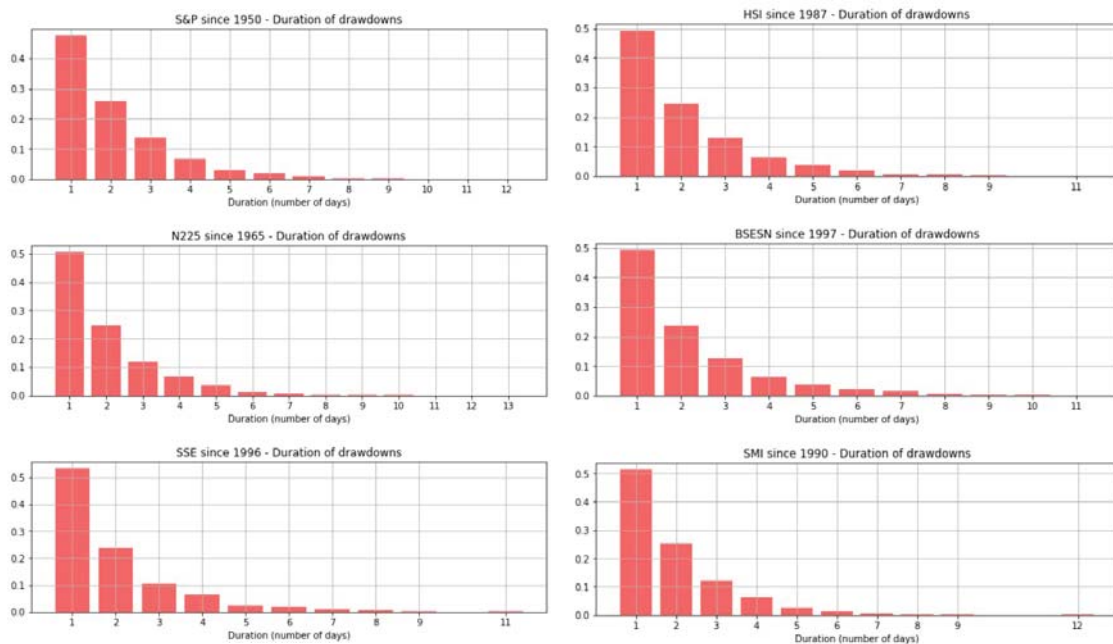 S&P since 1950 - Duration of drawdowns
0.4
0.3
0.2
0.1
0.0
1 2 3 4 5 6 7 8 9 10 11 12
Duration (number of days)
HSI since 1987 - Duration of drawdowns
0.5
0.4
0.3
0.2
0.1
0.0
1 2 3 4 5 6 7 8 9 11
Duration (number of days)
N225 since 1965 - Duration of drawdowns
0.5
0.4
0.3
0.2
0.1
0.0
1 2 3 4 5 6 7 8 9 10 11 12 13
Duration (number of days)
BSESN since 1997 - Duration of drawdowns
0.5
0.4
0.3
0.2
0.1
0.0
1 2 3 4 5 6 7 8 9 10 11
Duration (number of days)
SSE since 1996 - Duration of drawdowns
0.5
0.4
0.3
0.2
0.1
0.0
1 2 3 4 5 6 7 8 9 11
Duration (number of days)
SMI since 1990 - Duration of drawdowns
0.5
0.4
0.3
0.2
0.1
0.0
1 2 3 4 5 6 7 8 9 12
Duration (number of days)